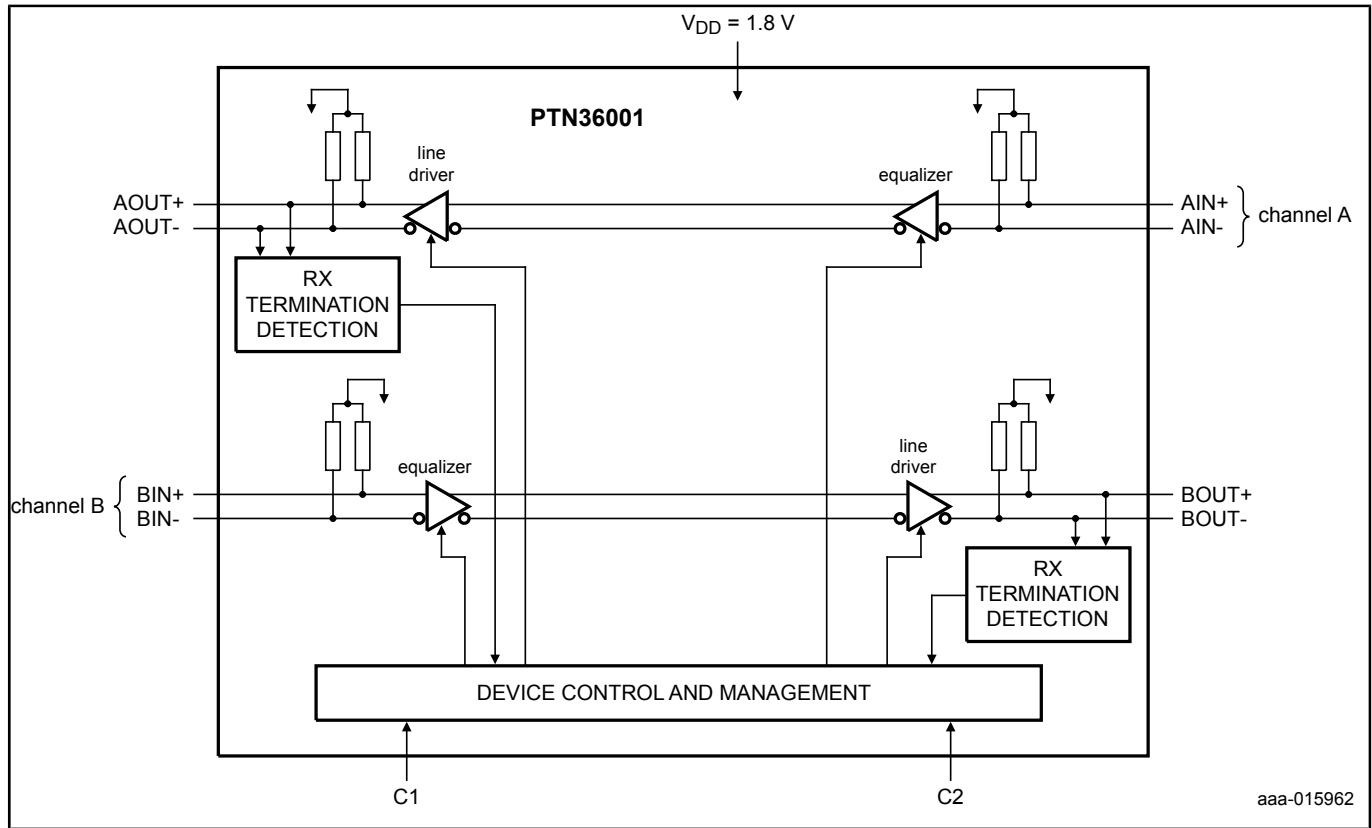 VDD = 1.8 V
PTN36001
line
driver
equalizer
AOUT+
AOUT-
AIN+
AIN-
channel A
RX
TERMINATION
DETECTION
equalizer
line
driver
channel B
BIN+
BIN-
BOUT+
BOUT-
RX
TERMINATION
DETECTION
DEVICE CONTROL AND MANAGEMENT
C1
C2
aaa-015962